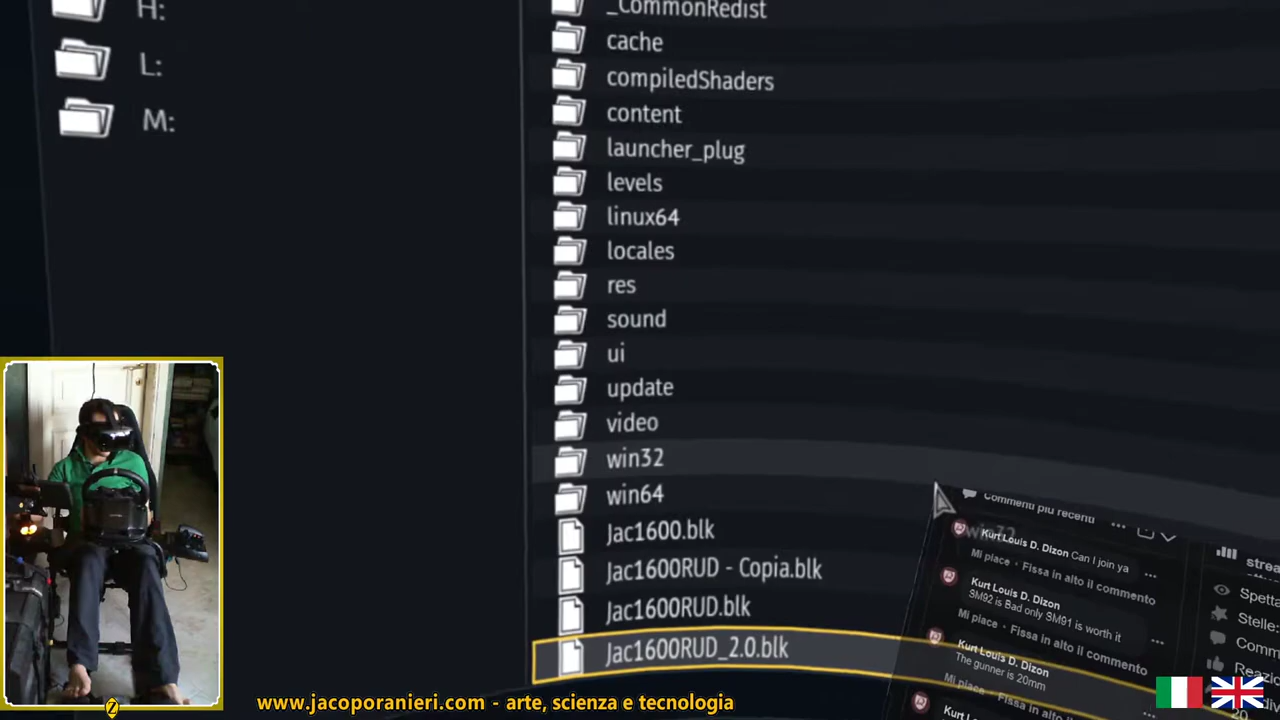 H:
L:
M:
_CommonRedist
cache
compiledShaders
content
launcher_plug
levels
linux64
locales
res
sound
ui
update
video
win32
win64
Jac1600.blk
Jac1600RUD - Copia.blk
Jac1600RUD.blk
Jac1600RUD_2.0.blk
win32
Commenti più recenti
Kurt Louis D. Dizon Can I join ya
Mi piace · Fissa in alto il commento
Kurt Louis D. Dizon
SM92 is Bad only SM91 is worth it
Mi piace · Fissa in alto il commento
Kurt Louis D. Dizon
The gunner is 20mm
Mi piace · Fissa in alto il commento
Kurt
Stelle:
www.jacoporanieri.com - arte, scienza e tecnologia